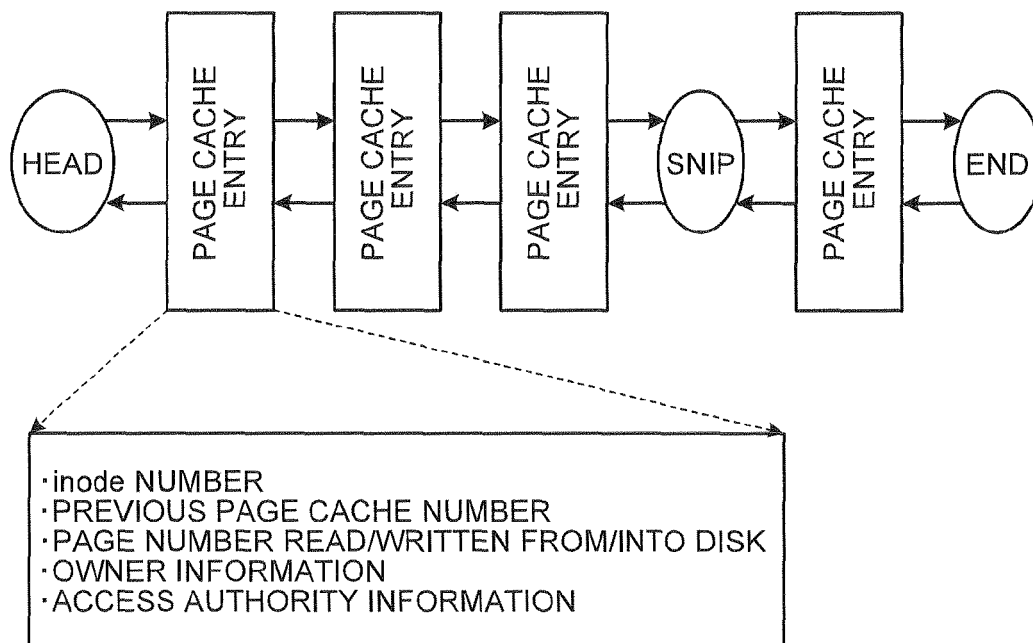 HEAD
PAGE CACHE
ENTRY
PAGE CACHE
ENTRY
PAGE CACHE
ENTRY
SNIP
PAGE CACHE
ENTRY
END
·inode NUMBER
·PREVIOUS PAGE CACHE NUMBER
·PAGE NUMBER READ/WRITTEN FROM/INTO DISK
·OWNER INFORMATION
·ACCESS AUTHORITY INFORMATION